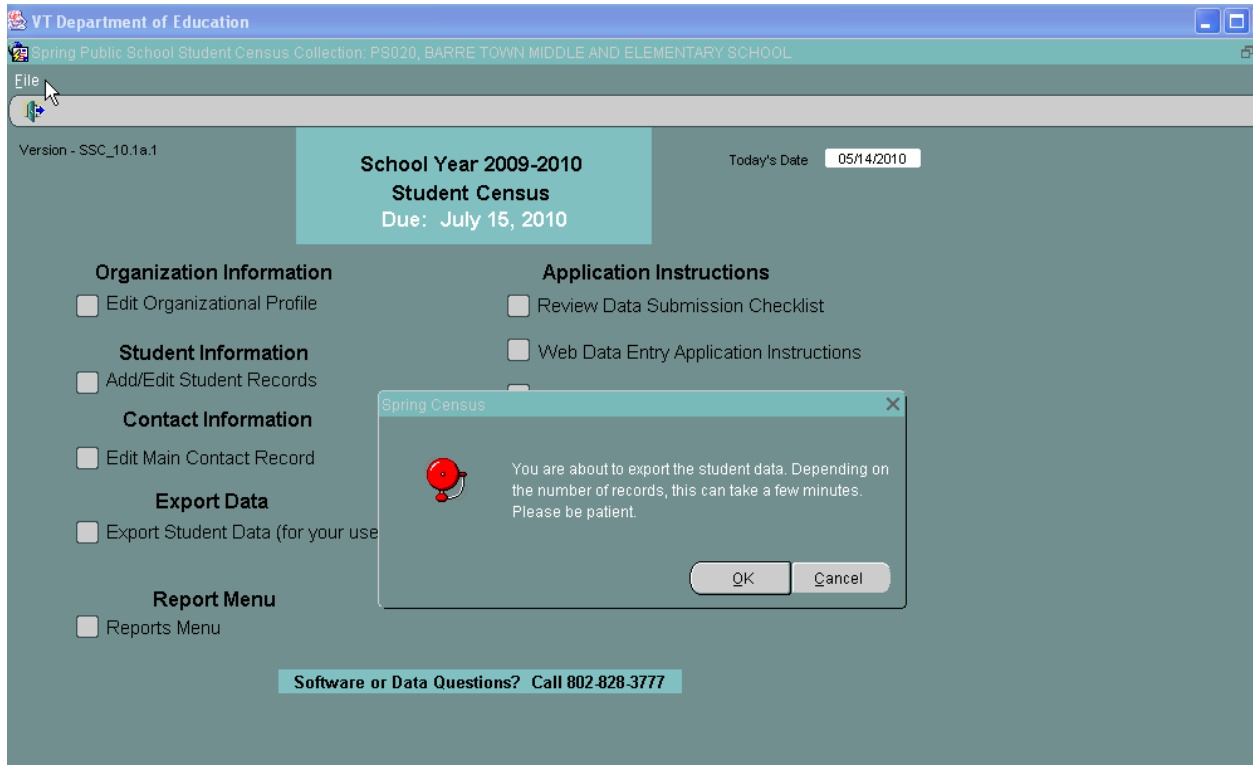 VT Department of Education
Spring Public School Student Census Collection: PS020, BARRE TOWN MIDDLE AND ELEMENTARY SCHOOL
File
Version - SSC_10.1a.1
School Year 2009-2010
Student Census
Due: July 15, 2010
Today's Date 05/14/2010
Organization Information
Edit Organizational Profile
Student Information
Add/Edit Student Records
Contact Information
Edit Main Contact Record
Export Data
Export Student Data (for your use
Report Menu
Reports Menu
Application Instructions
Review Data Submission Checklist
Web Data Entry Application Instructions
Spring Census
You are about to export the student data. Depending on
the number of records, this can take a few minutes.
Please be patient.
OK
Cancel
Software or Data Questions? Call 802-828-3777